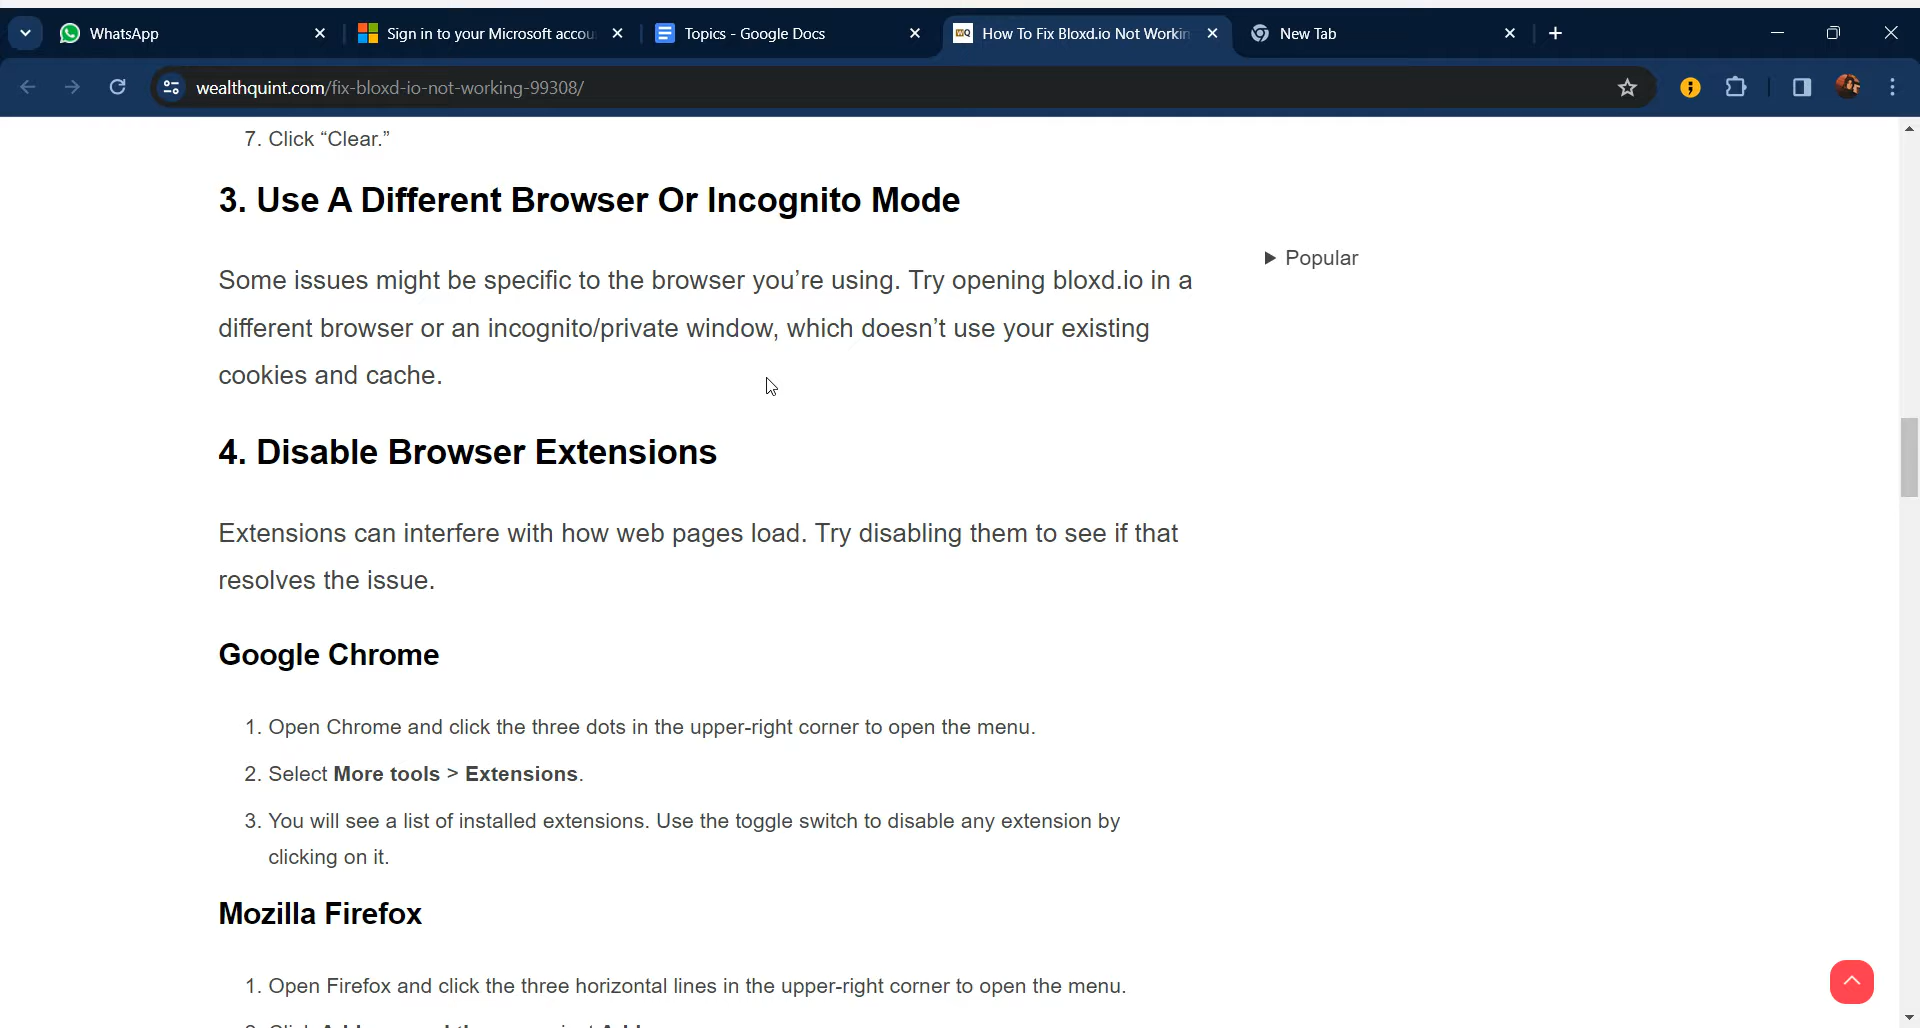 WhatsApp
Sign in to your Microsoft accou
Topics - Google Docs
How To Fix Bloxd.io Not Workin
New Tab
wealthquint.com/fix-bloxd-io-not-working-99308/
7. Click “Clear.”
3. Use A Different Browser Or Incognito Mode
Some issues might be specific to the browser you’re using. Try opening bloxd.io in a
different browser or an incognito/private window, which doesn’t use your existing
cookies and cache.
Popular
4. Disable Browser Extensions
Extensions can interfere with how web pages load. Try disabling them to see if that
resolves the issue.
Google Chrome
1. Open Chrome and click the three dots in the upper-right corner to open the menu.
2. Select More tools > Extensions.
3. You will see a list of installed extensions. Use the toggle switch to disable any extension by
clicking on it.
Mozilla Firefox
1. Open Firefox and click the three horizontal lines in the upper-right corner to open the menu.